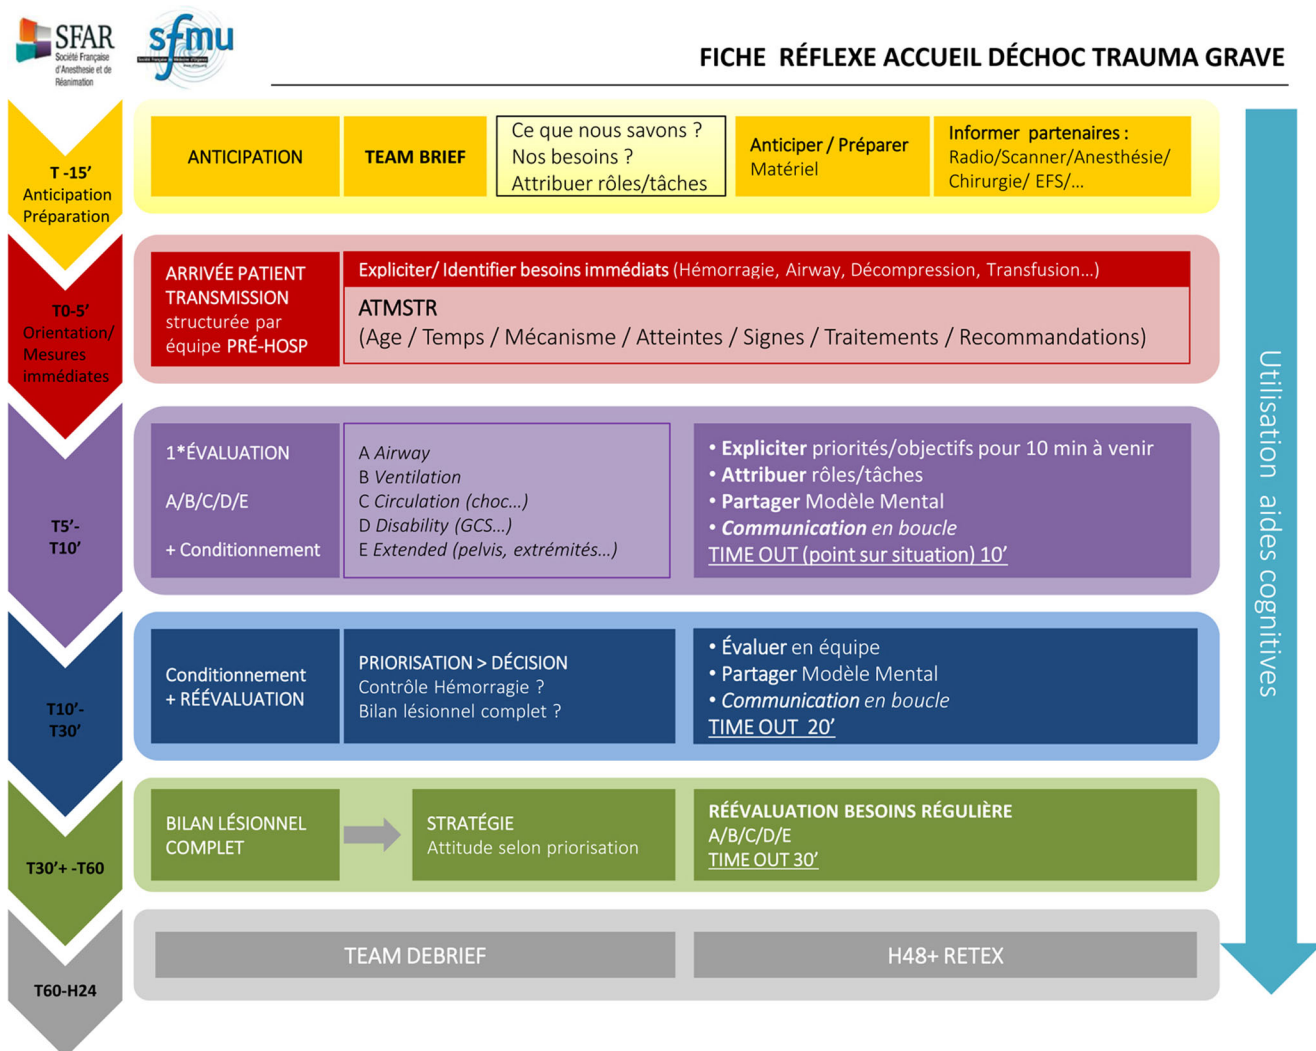 SFAR
Société Française
d'Anesthésie et de
Réanimation
sfmu
FICHE RÉFLEXE ACCUEIL DÉCHOC TRAUMA GRAVE
T -15'
Anticipation
Préparation
ANTICIPATION
TEAM BRIEF
Ce que nous savons ?
Nos besoins ?
Attribuer rôles/tâches
Anticiper / Préparer
Matériel
Informer partenaires :
Radio/Scanner/Anesthésie/
Chirurgie/ EFS/...
T0-5'
Orientation/
Mesures
immédiates
ARRIVÉE PATIENT
TRANSMISSION
structurée par
équipe PRÉ-HOSP
Expliciter/ Identifier besoins immédiats (Hémorragie, Airway, Décompression, Transfusion...)
ATMSTR
(Age / Temps / Mécanisme / Atteintes / Signes / Traitements / Recommandations)
T5'-
T10'
1*ÉVALUATION
A/B/C/D/E
+ Conditionnement
A Airway
B Ventilation
C Circulation (choc...)
D Disability (GCS...)
E Extended (pelvis, extrémités...)
• Expliciter priorités/objectifs pour 10 min à venir
• Attribuer rôles/tâches
• Partager Modèle Mental
• Communication en boucle
TIME OUT (point sur situation) 10'
T10'-
T30'
Conditionnement
+ RÉÉVALUATION
PRIORISATION > DÉCISION
Contrôle Hémorragie ?
Bilan lésionnel complet ?
• Évaluer en équipe
• Partager Modèle Mental
• Communication en boucle
TIME OUT 20'
T30'+ -T60
BILAN LÉSIONNEL
COMPLET
STRATÉGIE
Attitude selon priorisation
RÉÉVALUATION BESOINS RÉGULIÈRE
A/B/C/D/E
TIME OUT 30'
T60-H24
TEAM DEBRIEF
H48+ RETEX
Utilisation aides cognitives